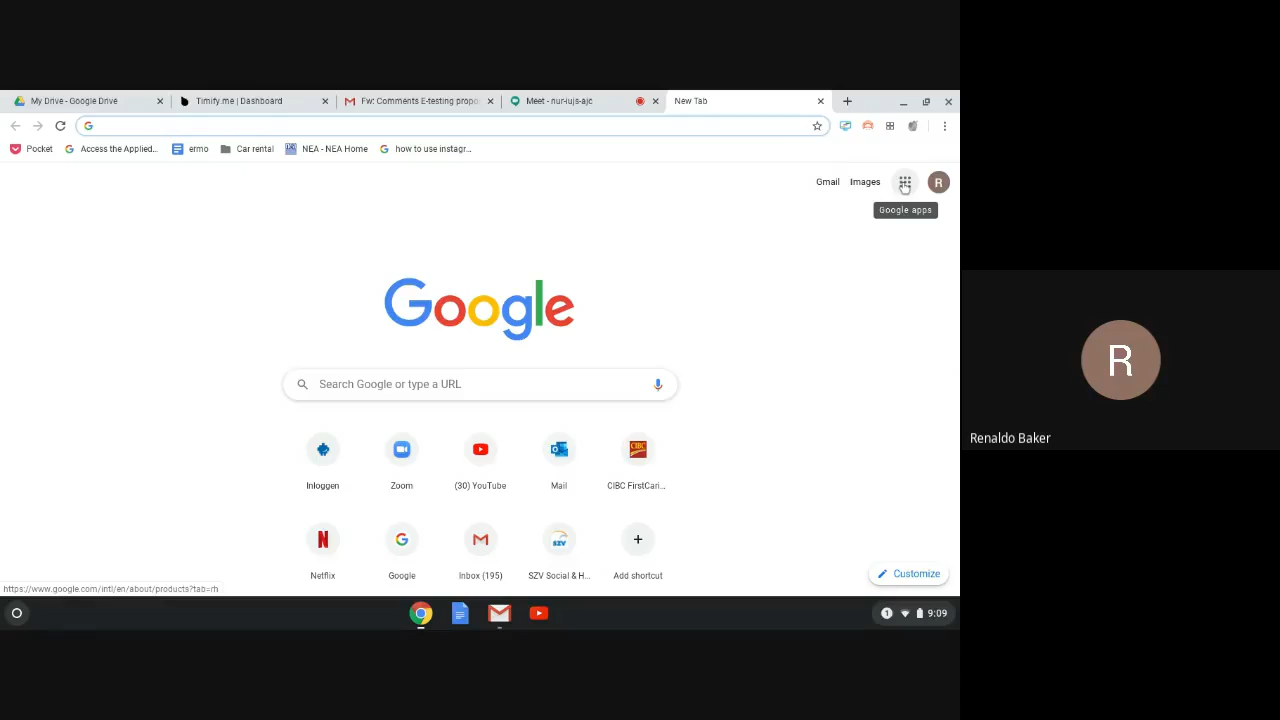 My Drive - Google Drive
Timify.me | Dashboard
Fw: Comments E-testing propo
Meet - nur-iujs-ajc
New Tab
Pocket
Access the Applied...
ermo
Car rental
NEA - NEA Home
how to use instagr...
Gmail
Images
R
Google apps
Google
Search Google or type a URL
Inloggen
Zoom
(30) YouTube
Mail
CIBC
CIBC FirstCari...
N
G
SZV
Netflix
Google
Inbox (195)
SZV Social & H...
Add shortcut
Customize
https://www.google.com/intl/en/about/products?tab=rh
1
9:09
R
Renaldo Baker